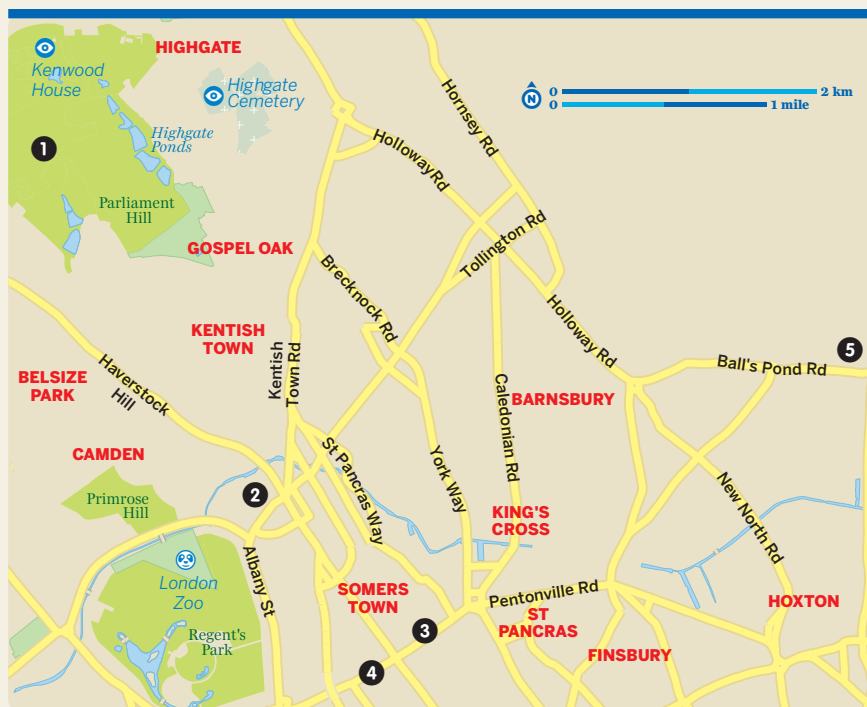 HIGHGATE
Kenwood
House
Highgate
Cemetery
Hornsey Rd
N
0
2 km
0
1 mile
Highgate
Ponds
1
Holloway Rd
Parliament
Hill
Tollington Rd
GOSPEL OAK
Brecknock Rd
Holloway Rd
KENTISH
TOWN
Kentish
Town Rd
5
Ball's Pond Rd
BELSIZE
PARK
Haverstock
Hill
Caledonian Rd
BARNSBURY
CAMDEN
St Pancras Way
York Way
New North Rd
2
Primrose
Hill
KING'S
CROSS
Albany St
London
Zoo
SOMERS
TOWN
Pentonville Rd
HOXTON
ST
PANCRAS
3
Regent's
Park
FINSBURY
4